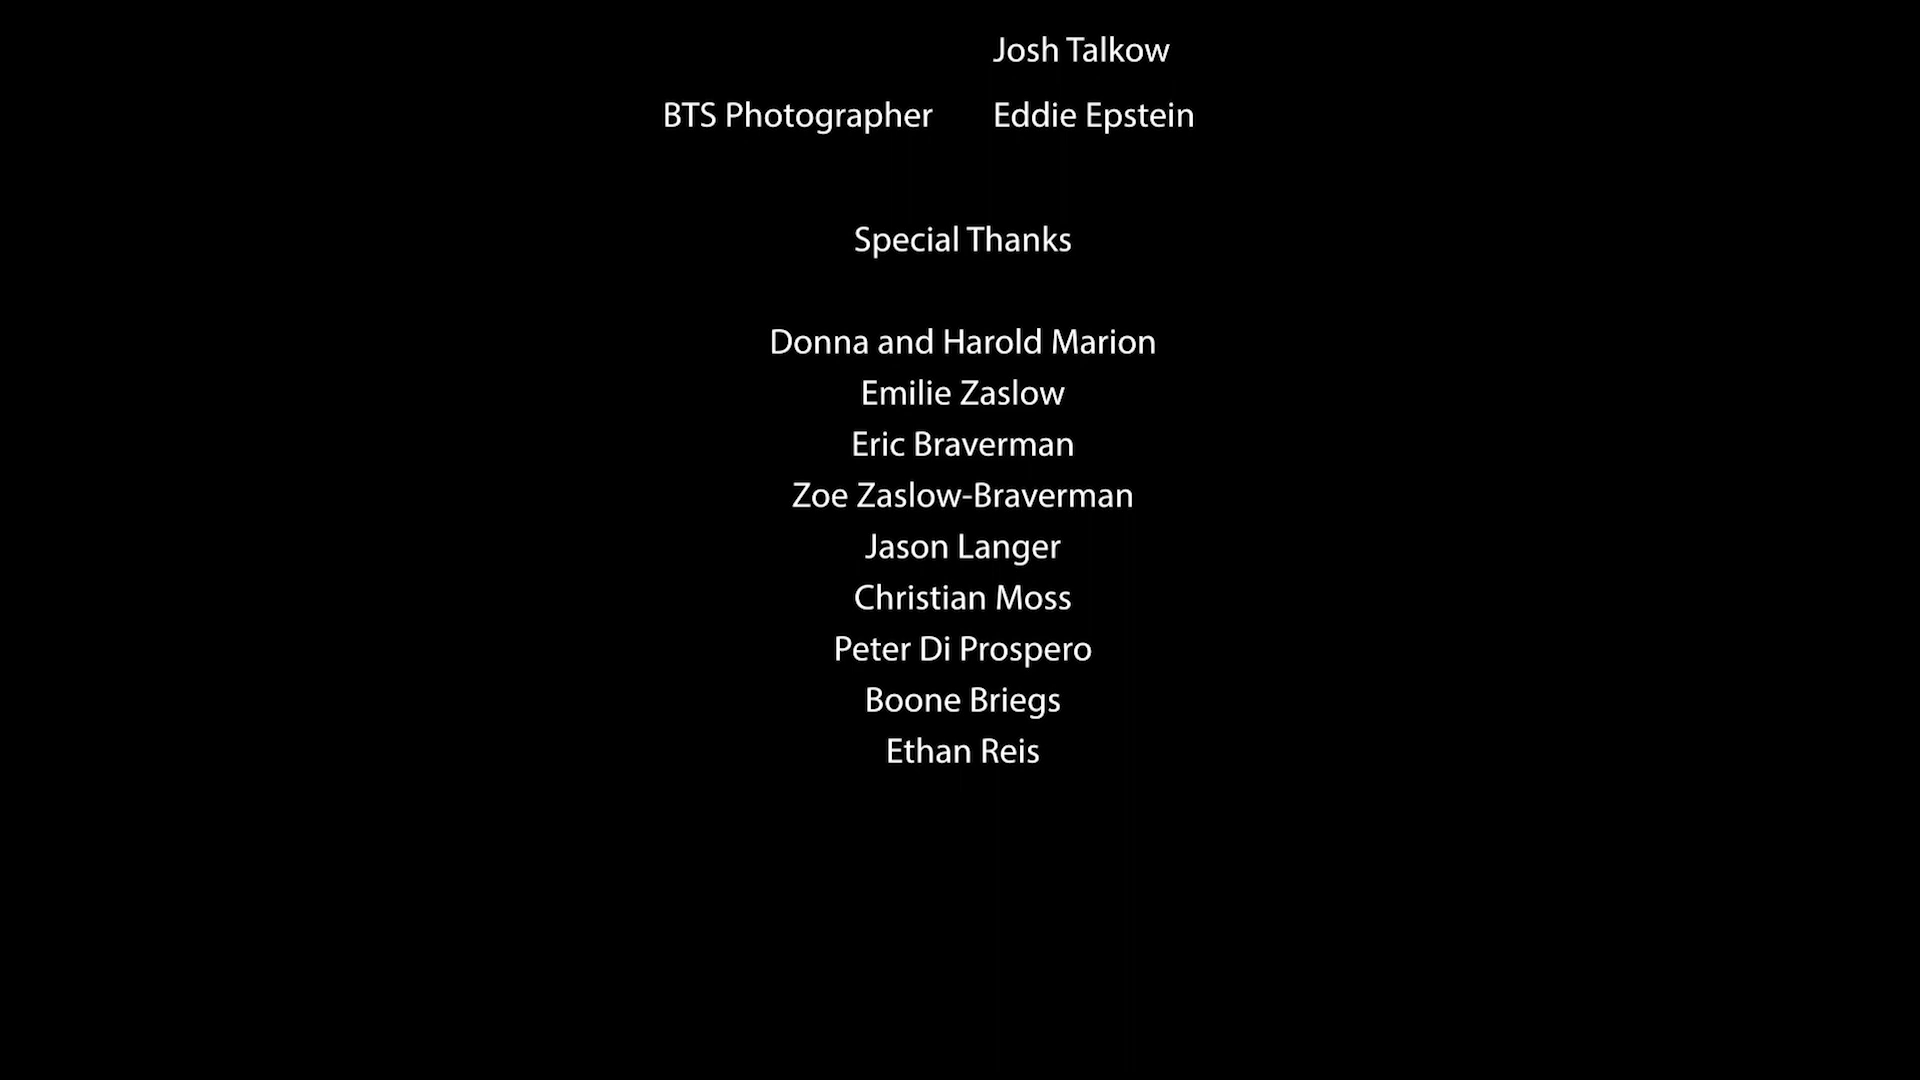 Josh Talkow
BTS Photographer Eddie Epstein
Special Thanks
Donna and Harold Marion
Emilie Zaslow
Eric Braverman
Zoe Zaslow-Braverman
Jason Langer
Christian Moss
Peter Di Prospero
Boone Briegs
Ethan Reis